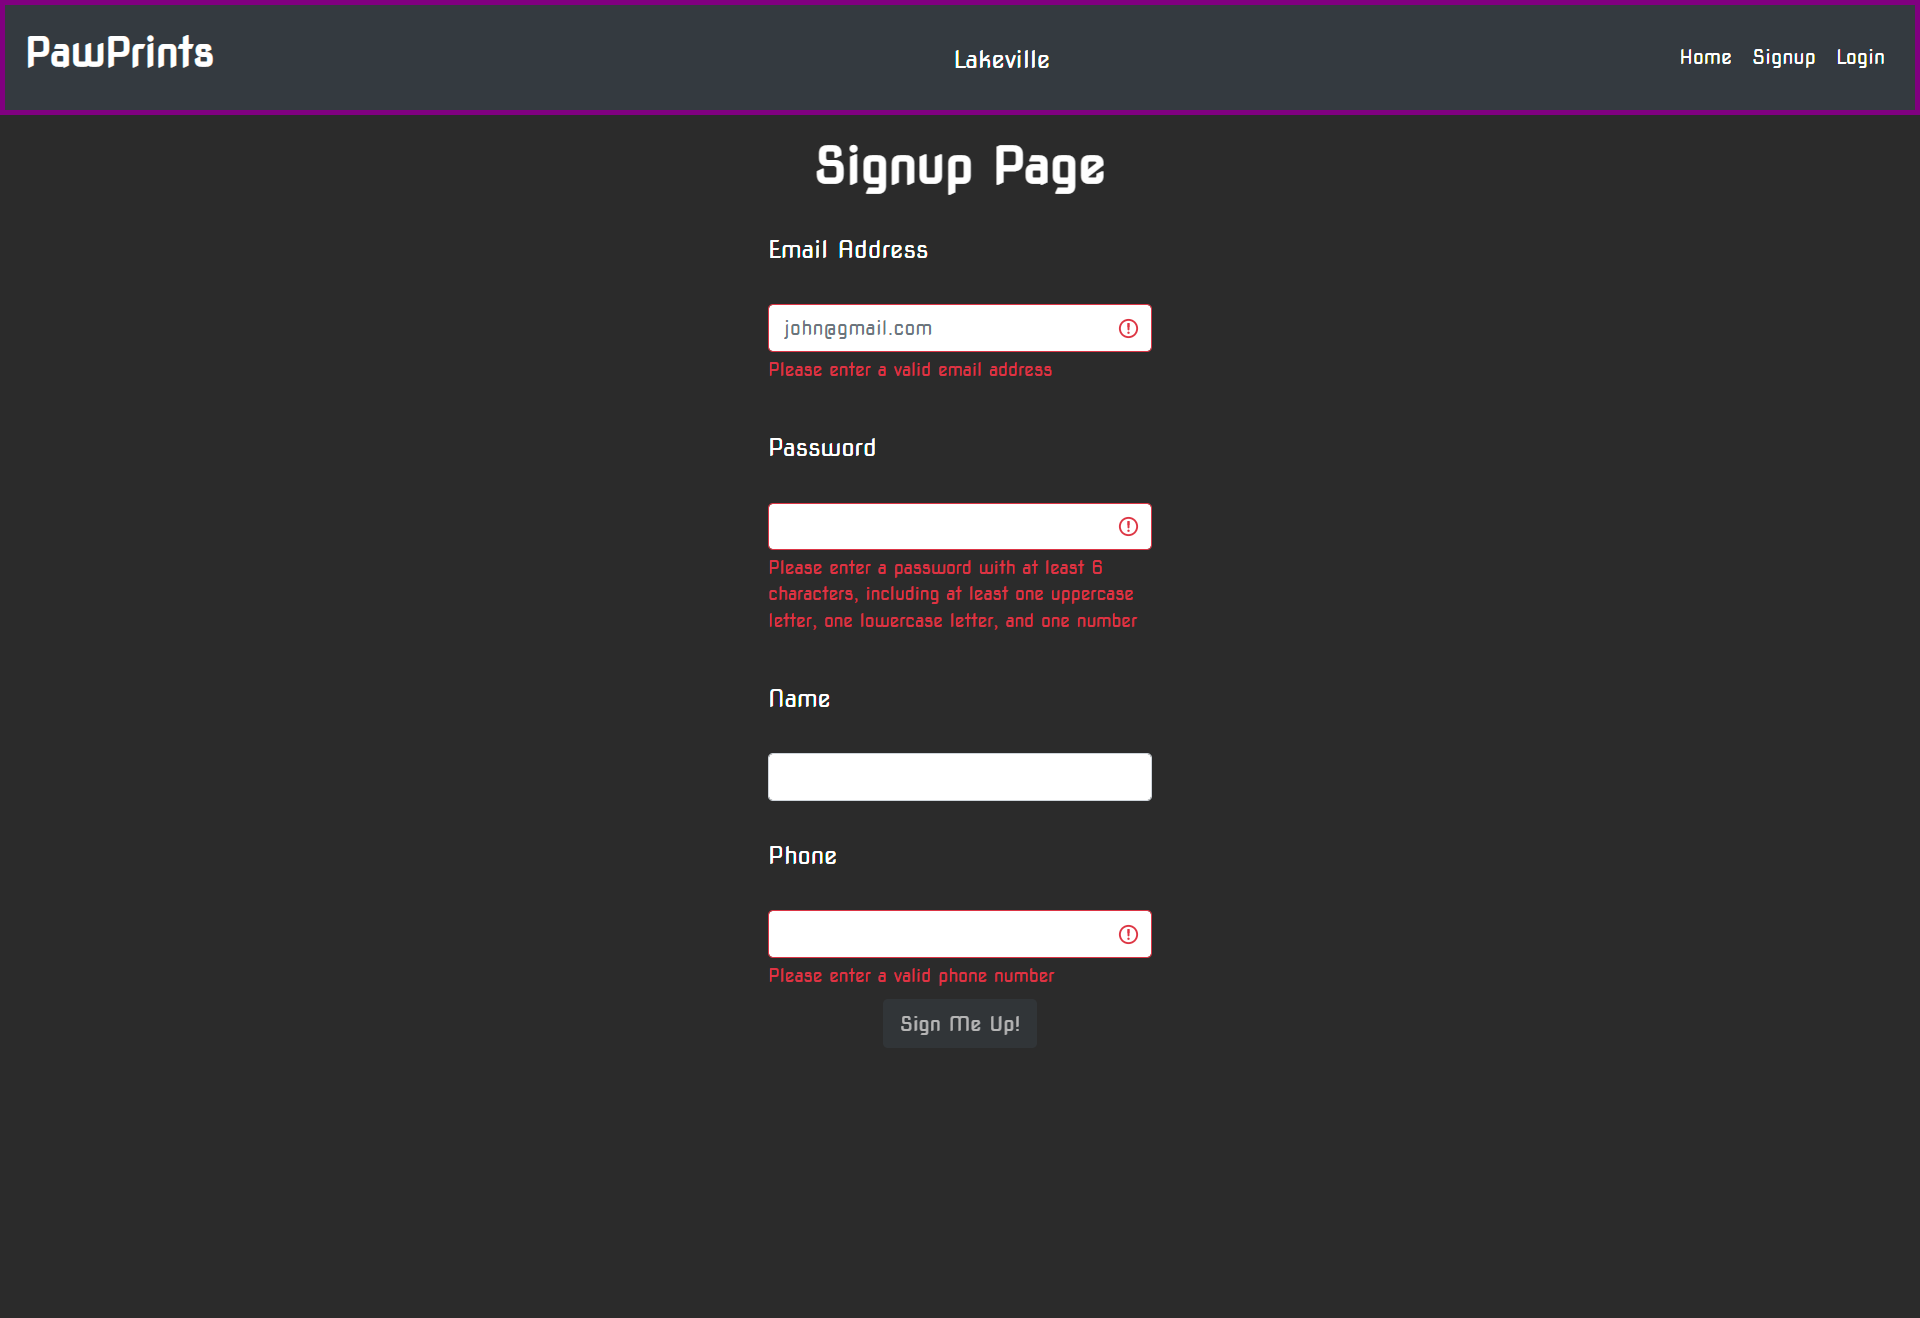 PawPrints
Lakeville
Home Signup Login
Signup Page
Email Address
john@gmail.com
Please enter a valid email address
Password
Please enter a password with at least 6
characters, including at least one uppercase
letter, one lowercase letter, and one number
Name
Phone
Please enter a valid phone number
Sign Me Up!